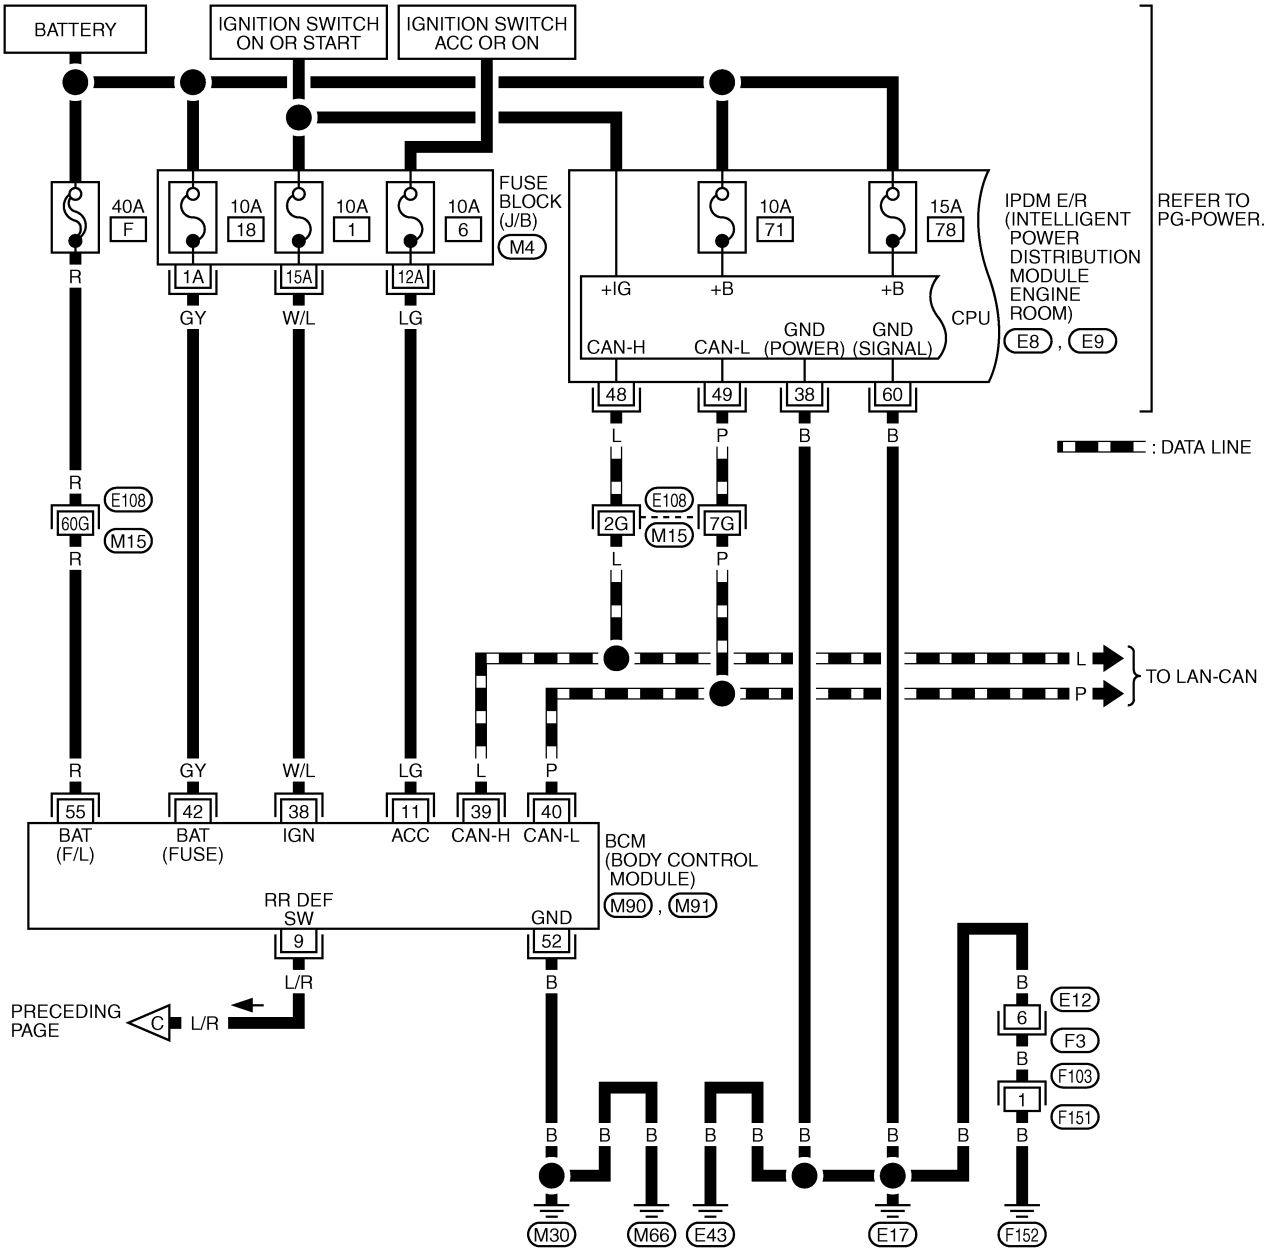 BATTERY
IGNITION SWITCH
ON OR START
IGNITION SWITCH
ACC OR ON
40A
F
10A
18
10A
1
10A
6
FUSE
BLOCK
(J/B)
M4
10A
71
15A
78
IPDM E/R
(INTELLIGENT
POWER
DISTRIBUTION
MODULE
ENGINE
ROOM)
E8 , E9
REFER TO
PG-POWER.
R
1A
15A
12A
GY
W/L
LG
+IG
+B
+B
CPU
CAN-H
CAN-L
GND
(POWER)
GND
(SIGNAL)
48
49
38
60
L
P
B
B
: DATA LINE
R
60G
E108
M15
R
2G
E108
M15
7G
L
P
L
P
TO LAN-CAN
R
GY
W/L
LG
L
P
55
42
38
11
39
40
BAT
(F/L)
BAT
(FUSE)
IGN
ACC
CAN-H
CAN-L
BCM
(BODY CONTROL
MODULE)
M90 , M91
RR DEF
SW
GND
9
52
L/R
B
PRECEDING
PAGE
C
L/R
B
6
E12
F3
B
F103
1
F151
B
B
B
B
B
B
B
B
B
M30
M66
E43
E17
F152